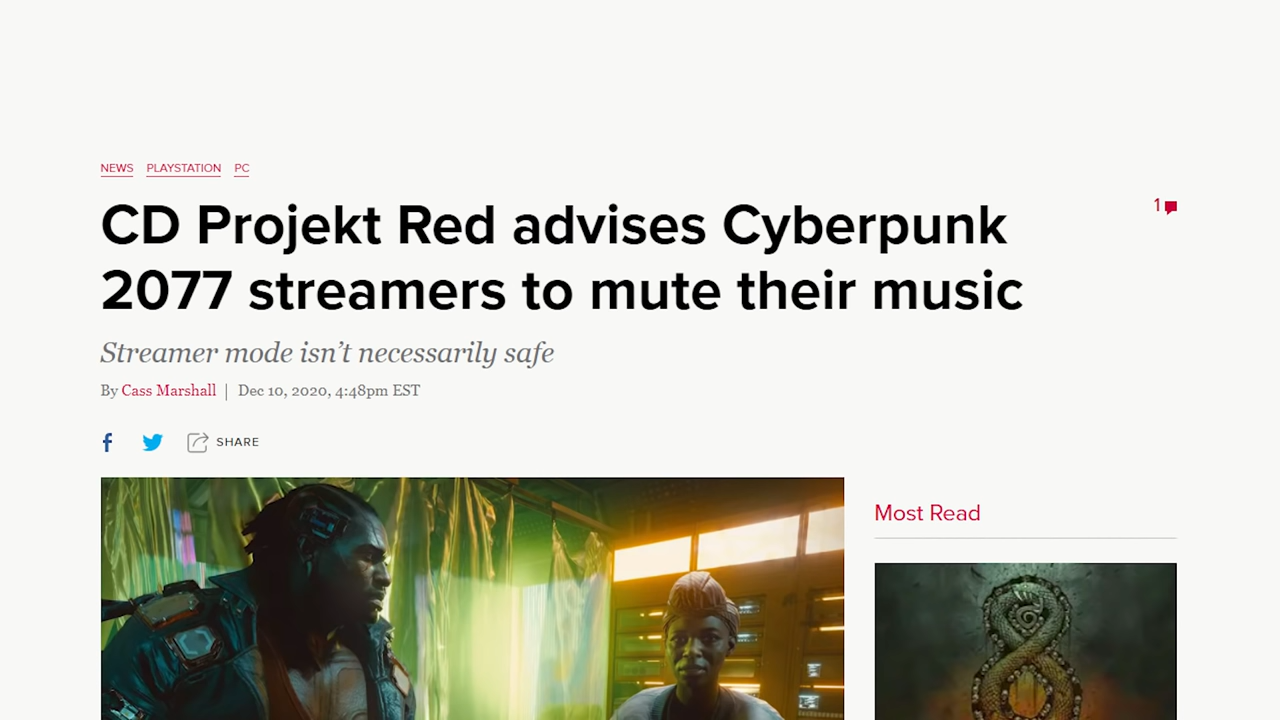 NEWS PLAYSTATION PC
CD Projekt Red advises Cyberpunk
2077 streamers to mute their music
1
Streamer mode isn’t necessarily safe
By Cass Marshall | Dec 10, 2020, 4:48pm EST
SHARE
Most Read